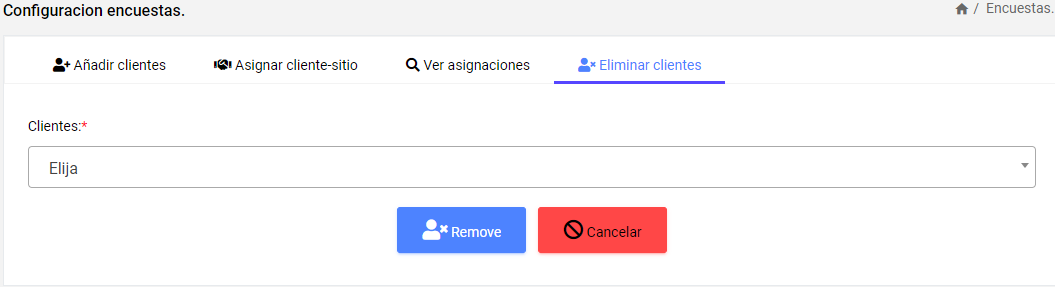 Configuracion encuestas.
/ Encuestas.
Añadir clientes
Asignar cliente-sitio
Ver asignaciones
Eliminar clientes
Clientes:*
Elija
Remove
Cancelar